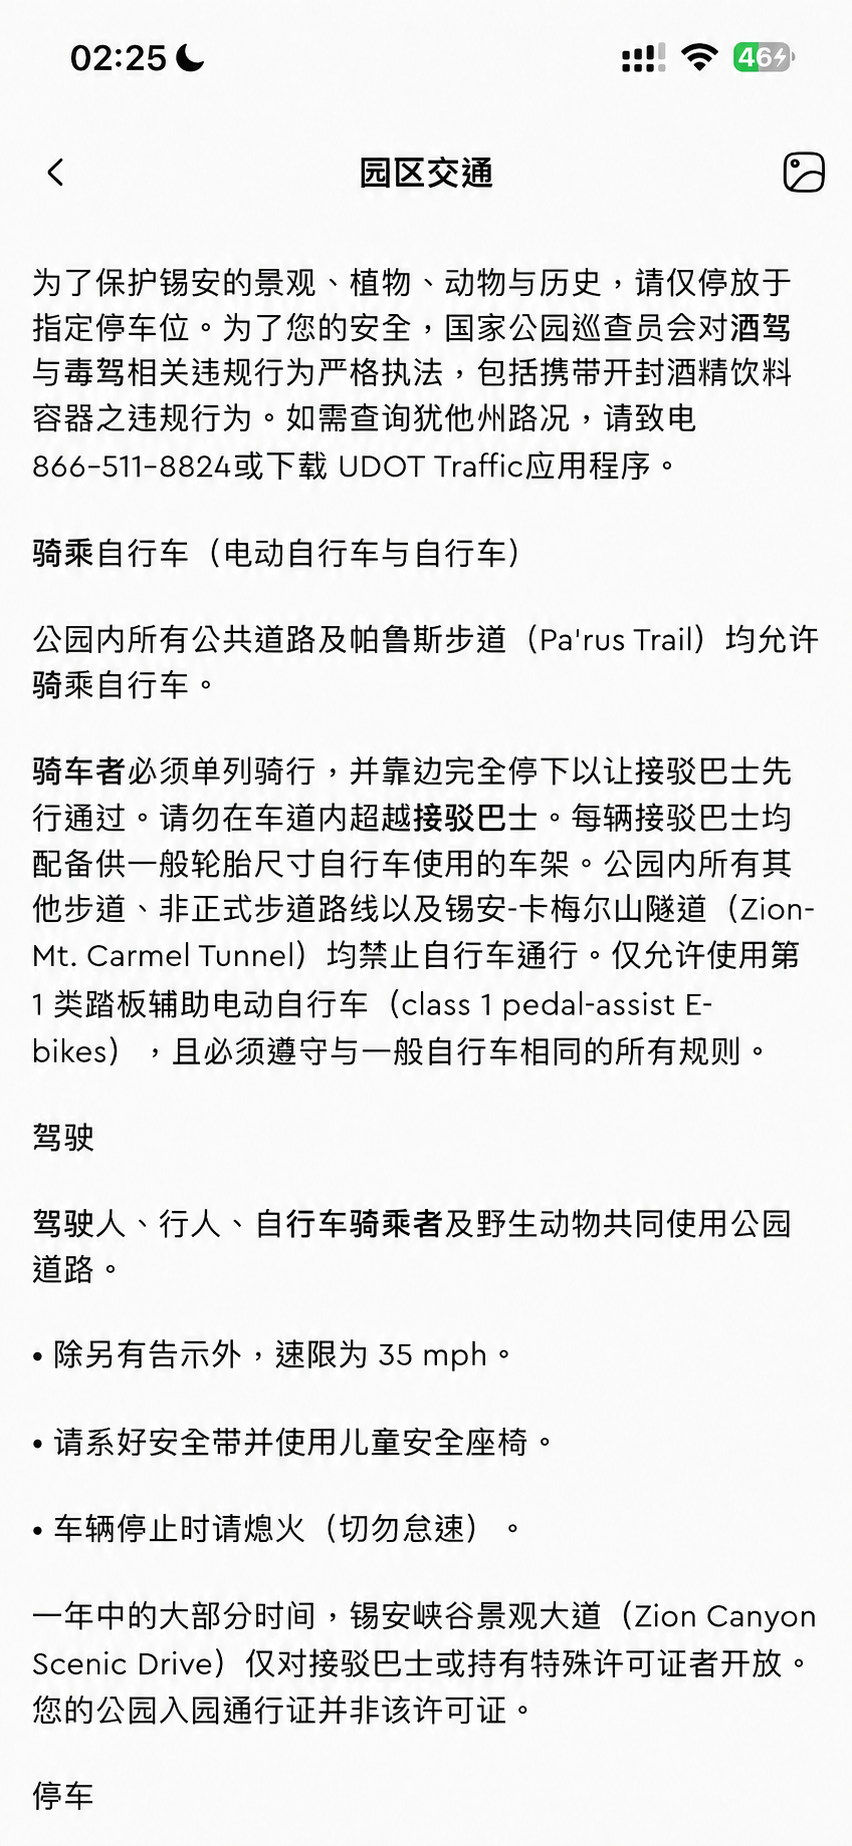 02:25
46
园区交通
为了保护锡安的景观、植物、动物与历史，请仅停放于
指定停车位。为了您的安全，国家公园巡查员会对酒驾
与毒驾相关违规行为严格执法，包括携带开封酒精饮料
容器之违规行为。如需查询犹他州路况，请致电
866-511-8824或下载 UDOT Traffic应用程序。
骑乘自行车（电动自行车与自行车）
公园内所有公共道路及帕鲁斯步道（Pa'rus Trail）均允许
骑乘自行车。
骑车者必须单列骑行，并靠边完全停下以让接驳巴士先
行通过。请勿在车道内超越接驳巴士。每辆接驳巴士均
配备供一般轮胎尺寸自行车使用的车架。公园内所有其
他步道、非正式步道路线以及锡安-卡梅尔山隧道（Zion-
Mt. Carmel Tunnel）均禁止自行车通行。仅允许使用第
1 类踏板辅助电动自行车（class 1 pedal-assist E-
bikes），且必须遵守与一般自行车相同的所有规则。
驾驶
驾驶人、行人、自行车骑乘者及野生动物共同使用公园
道路。
• 除另有告示外，速限为 35 mph。
• 请系好安全带并使用儿童安全座椅。
• 车辆停止时请熄火（切勿怠速）。
一年中的大部分时间，锡安峡谷景观大道（Zion Canyon
Scenic Drive）仅对接驳巴士或持有特殊许可证者开放。
您的公园入园通行证并非该许可证。
停车